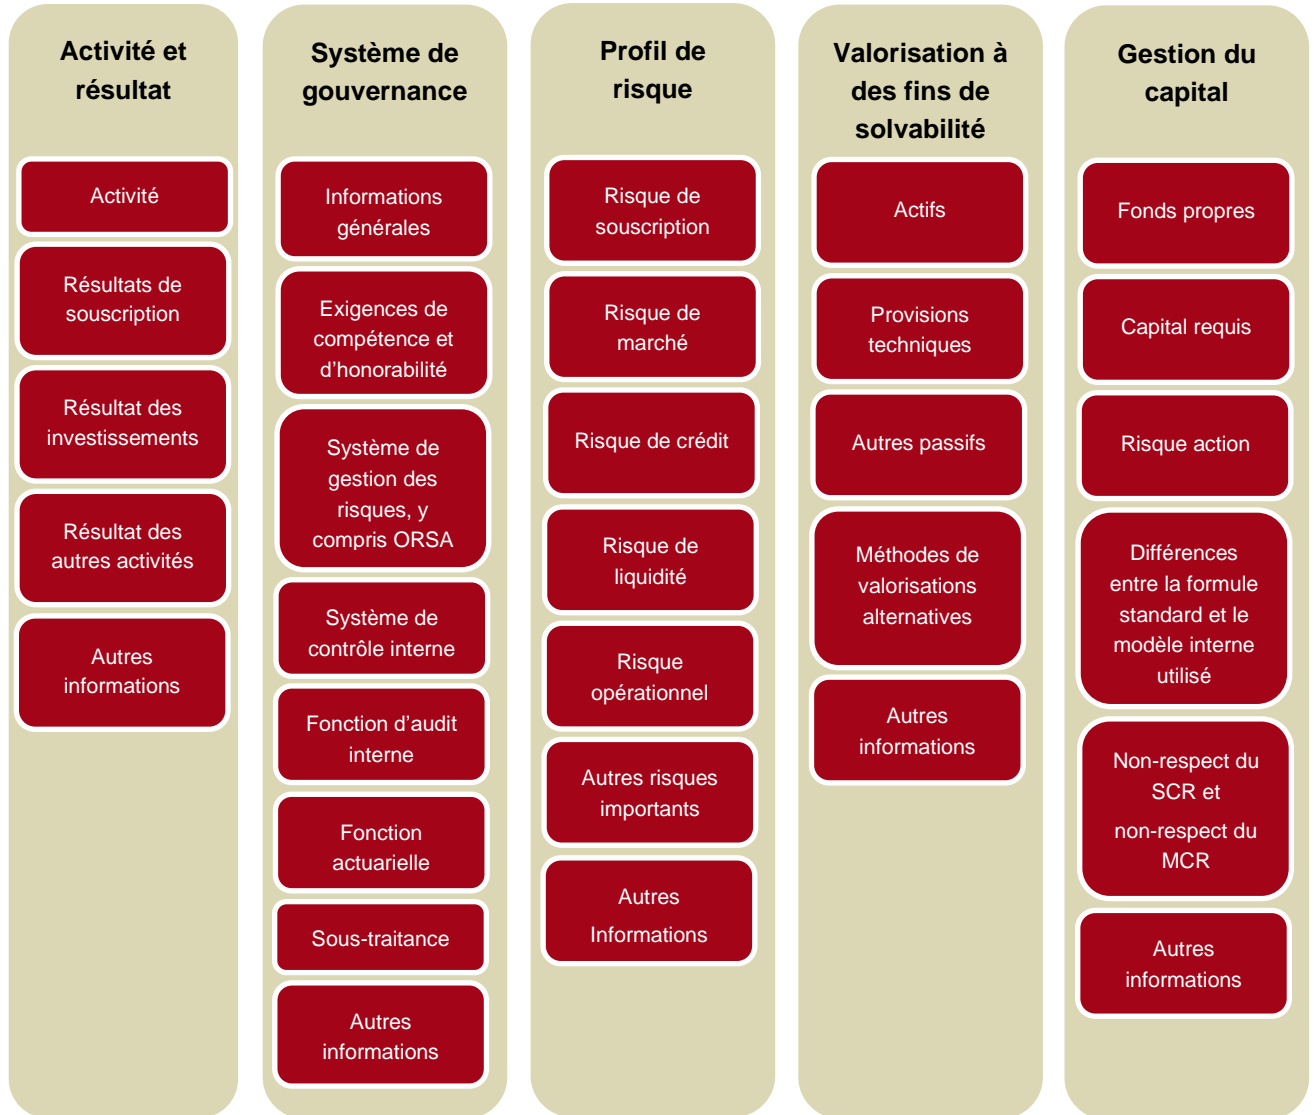 Activité et
résultat
Activité
Résultats de
souscription
Résultat des
investissements
Résultat des
autres activités
Autres
informations
Système de
gouvernance
Informations
générales
Exigences de
compétence et
d’honorabilité
Système de
gestion des
risques, y
compris ORSA
Système de
contrôle interne
Fonction d’audit
interne
Fonction
actuarielle
Sous-traitance
Autres
informations
Profil de
risque
Risque de
souscription
Risque de
marché
Risque de crédit
Risque de
liquidité
Risque
opérationnel
Autres risques
importants
Autres
Informations
Valorisation à
des fins de
solvabilité
Actifs
Provisions
techniques
Autres passifs
Méthodes de
valorisations
alternatives
Autres
informations
Gestion du
capital
Fonds propres
Capital requis
Risque action
Différences
entre la formule
standard et le
modèle interne
utilisé
Non-respect du
SCR et
non-respect du
MCR
Autres
informations